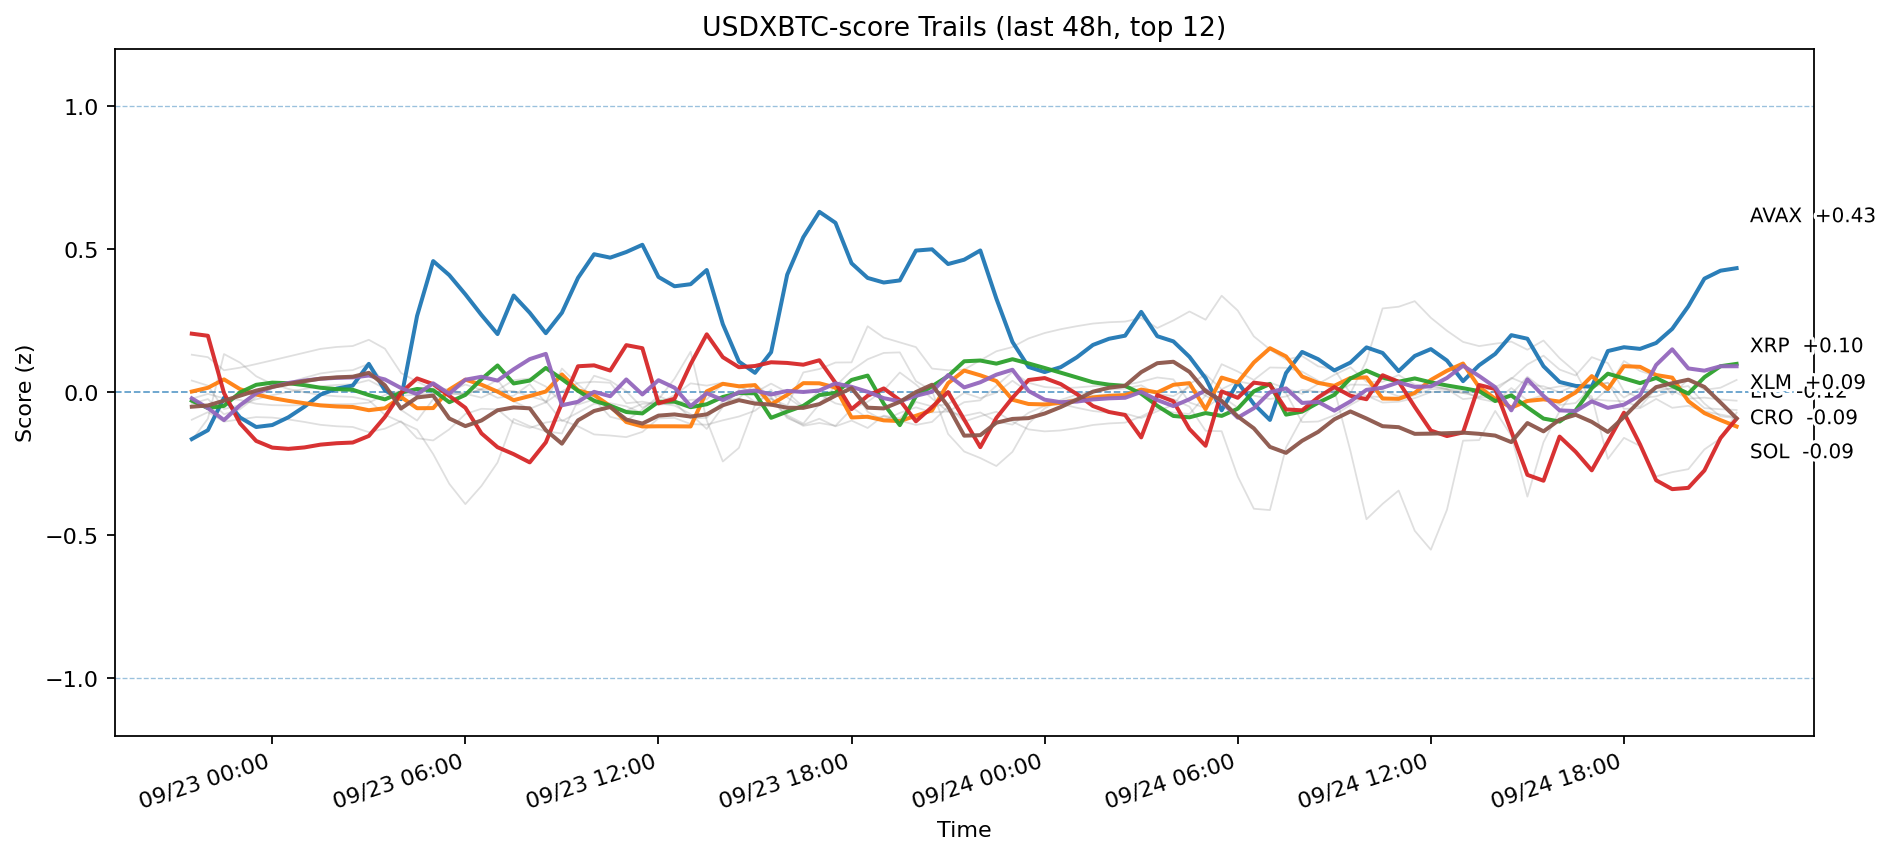 USDXBTC-score Trails (last 48h, top 12)
Score (z)
1.0
0.5
0.0
−0.5
−1.0
AVAX +0.43
XRP +0.10
XLM +0.09
LTC -0.12
CRO -0.09
SOL -0.09
09/23 00:00
09/23 06:00
09/23 12:00
09/23 18:00
09/24 00:00
09/24 06:00
09/24 12:00
09/24 18:00
Time